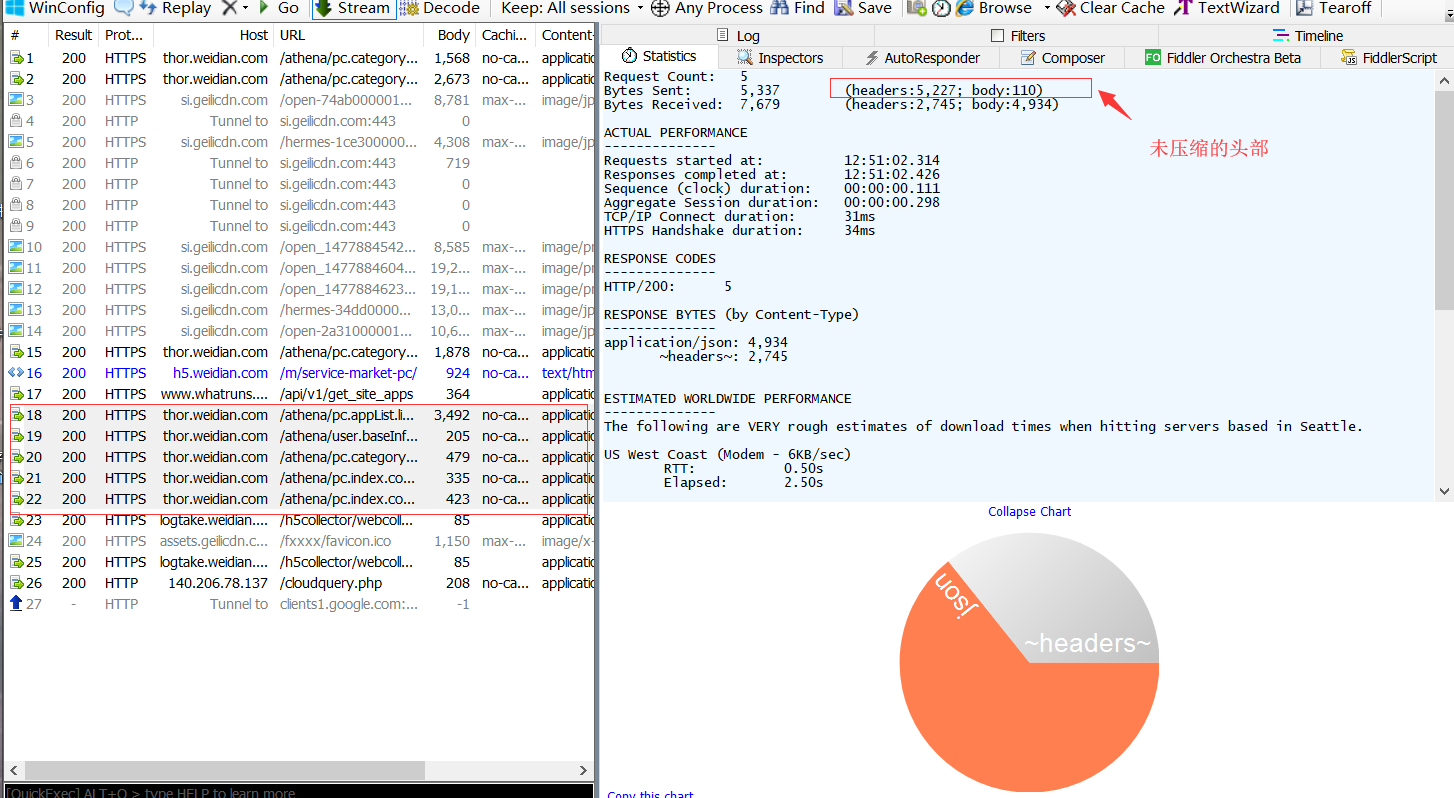 WinConfig Replay Go Stream Decode Keep: All sessions Any Process Find Save Browse Clear Cache TextWizard Tearoff
# Result Prot... Host URL Body Cachi... Content-
1 200 HTTPS thor.weidian.com /athena/pc.category... 1,568 no-ca... applicatic
2 200 HTTPS thor.weidian.com /athena/pc.category... 2,673 no-ca... applicatic
3 200 HTTPS si.geilicdn.com /open-74ab000001... 8,781 max-... image/jp
4 200 HTTP Tunnel to si.geilicdn.com:443 0
5 200 HTTPS si.geilicdn.com /hermes-1ce300000... 4,308 max-... image/jp
6 200 HTTP Tunnel to si.geilicdn.com:443 719
7 200 HTTP Tunnel to si.geilicdn.com:443 0
8 200 HTTP Tunnel to si.geilicdn.com:443 0
9 200 HTTP Tunnel to si.geilicdn.com:443 0
10 200 HTTPS si.geilicdn.com /open_1477884542... 8,585 max-... image/pr
11 200 HTTPS si.geilicdn.com /open_1477884604... 19,2... max-... image/pr
12 200 HTTPS si.geilicdn.com /open_1477884623... 19,1... max-... image/pr
13 200 HTTPS si.geilicdn.com /hermes-34dd0000... 13,0... max-... image/jp
14 200 HTTPS si.geilicdn.com /open-2a31000001... 10,6... max-... image/jp
15 200 HTTPS thor.weidian.com /athena/pc.category... 1,878 no-ca... applicatic
16 200 HTTPS h5.weidian.com /m/service-market-pc/ 924 no-ca... text/htm
17 200 HTTPS www.whatruns.... /api/v1/get_site_apps 364 applicatic
18 200 HTTPS thor.weidian.com /athena/pc.appList.li... 3,492 no-ca... applicatic
19 200 HTTPS thor.weidian.com /athena/user.baseInf... 205 no-ca... applicatic
20 200 HTTPS thor.weidian.com /athena/pc.category... 479 no-ca... applicatic
21 200 HTTPS thor.weidian.com /athena/pc.index.co... 335 no-ca... applicatic
22 200 HTTPS thor.weidian.com /athena/pc.index.co... 423 no-ca... applicatic
23 200 HTTPS logtake.weidian.... /h5collector/webcoll... 85 applicatic
24 200 HTTPS assets.geilicdn.c... /fxxxx/favicon.ico 1,150 max-... image/x-
25 200 HTTPS logtake.weidian.... /h5collector/webcoll... 85 applicatic
26 200 HTTP 140.206.78.137 /cloudquery.php 208 no-ca... applicatic
27 - HTTP Tunnel to clients1.google.com:... -1
[QuickExec] ALT+Q > type HELP to learn more
Log Filters Timeline
Statistics Inspectors AutoResponder Composer FO Fiddler Orchestra Beta FiddlerScript
Request Count: 5
Bytes Sent: 5,337 (headers:5,227; body:110)
Bytes Received: 7,679 (headers:2,745; body:4,934)
未压缩的头部
ACTUAL PERFORMANCE
--------------
Requests started at: 12:51:02.314
Responses completed at: 12:51:02.426
Sequence (clock) duration: 00:00:00.111
Aggregate Session duration: 00:00:00.298
TCP/IP Connect duration: 31ms
HTTPS Handshake duration: 34ms
RESPONSE CODES
--------------
HTTP/200: 5
RESPONSE BYTES (by Content-Type)
--------------
application/json: 4,934
~headers~: 2,745
ESTIMATED WORLDWIDE PERFORMANCE
--------------
The following are VERY rough estimates of download times when hitting servers based in Seattle.
US West Coast (Modem - 6KB/sec)
RTT: 0.50s
Elapsed: 2.50s
Collapse Chart
json
~headers~
Copy this chart